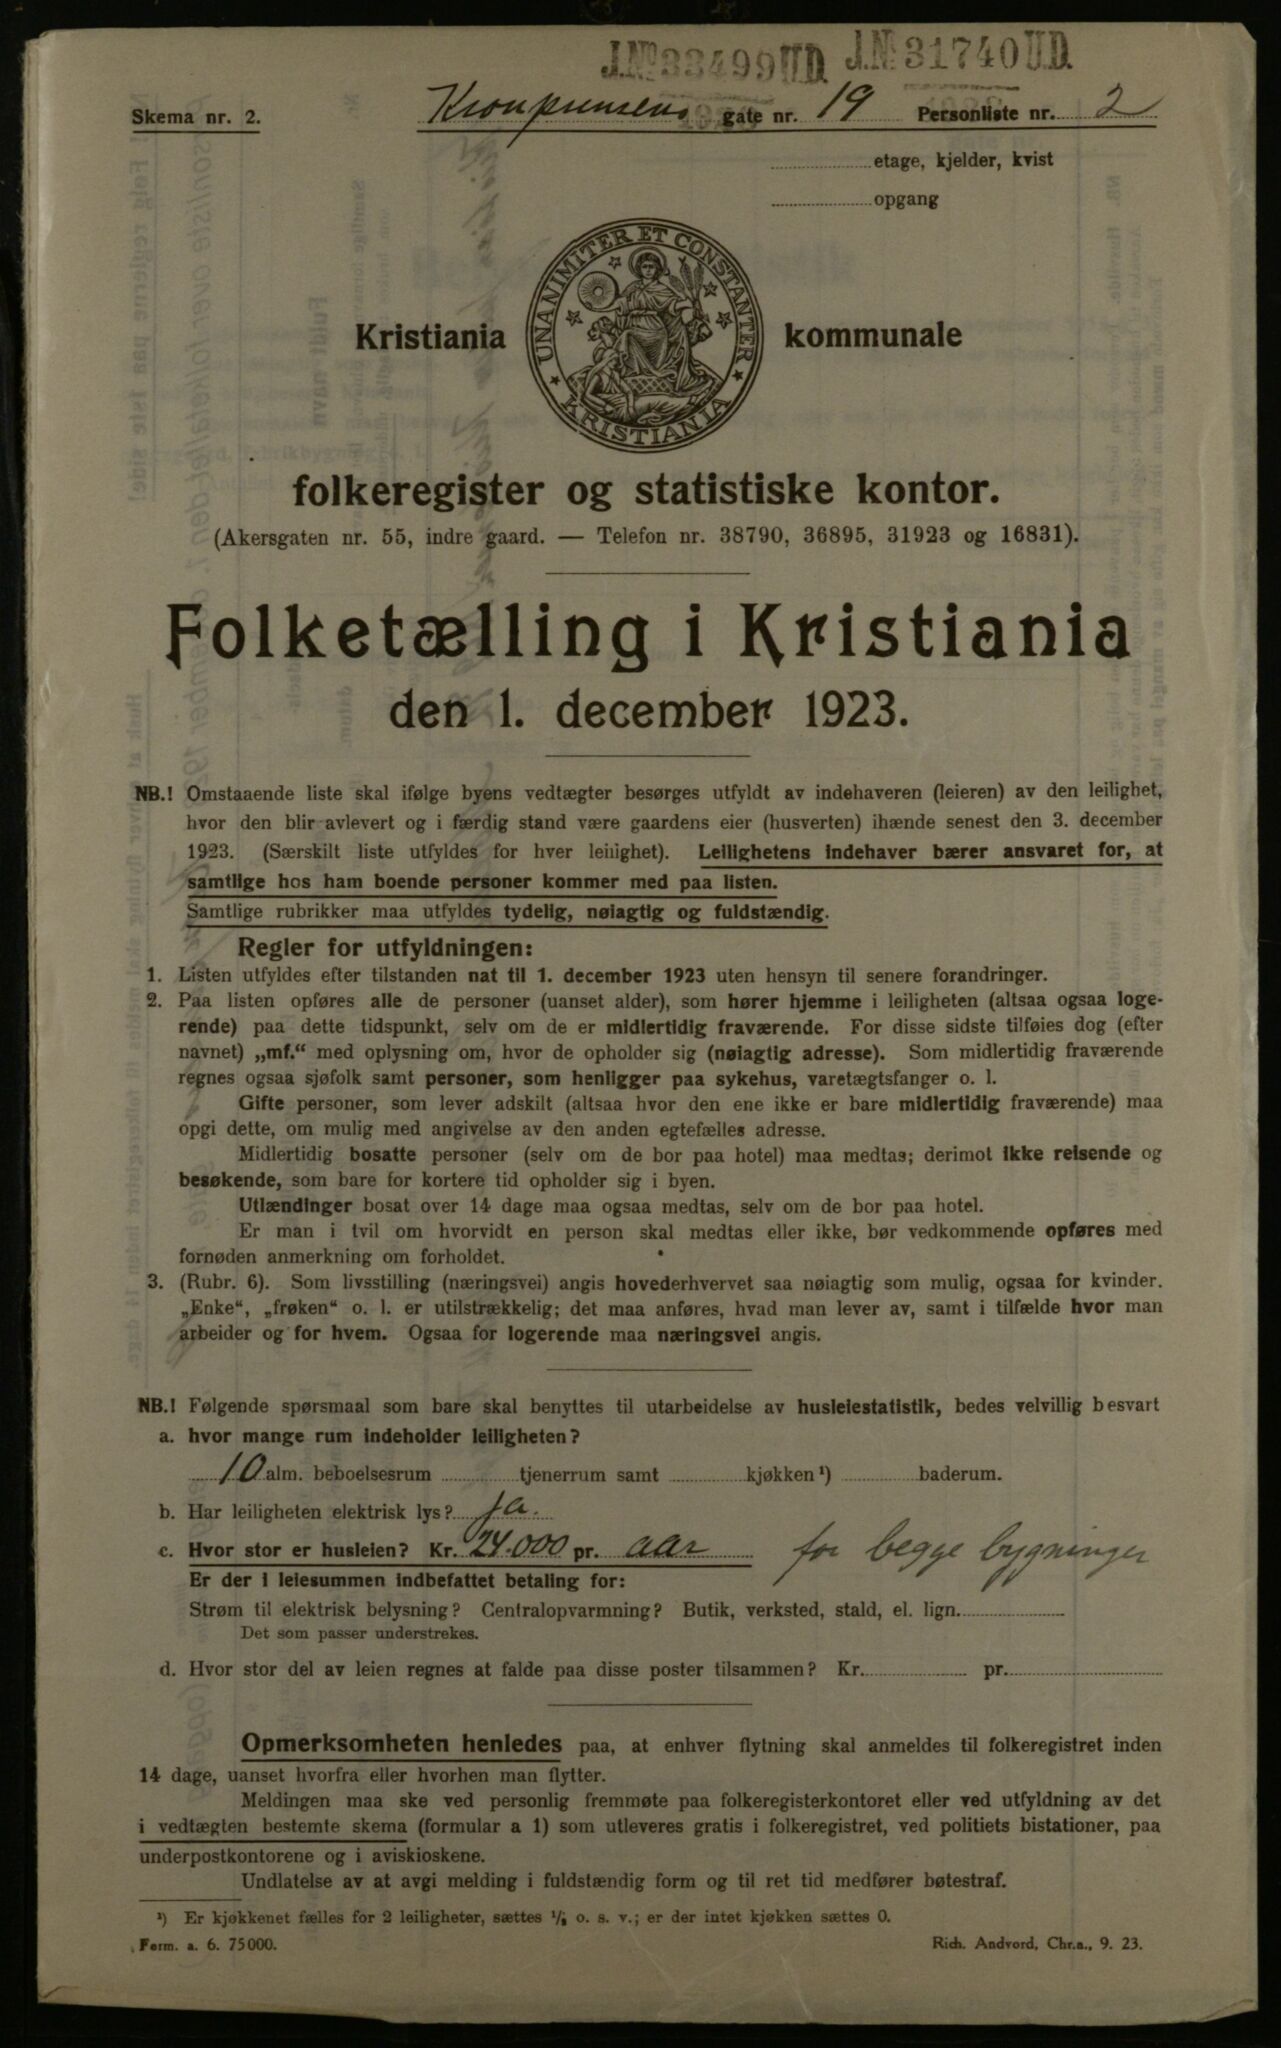 J.No 33499 U.D. J.No 31740 U.D.
Skema nr. 2. Kronprinsens gate nr. 19 Personliste nr. 2
etage, kjelder, kvist
opgang
UNANIMITER ET CONSTANTER
KRISTIANIA
Kristiania kommunale
folkeregister og statistiske kontor.
(Akersgaten nr. 55, indre gaard. — Telefon nr. 38790, 36895, 31923 og 16831).
Folketælling i Kristiania
den 1. december 1923.
NB.! Omstaaende liste skal ifølge byens vedtægter besørges utfyldt av indehaveren (leieren) av den leilighet,
hvor den blir avlevert og i færdig stand være gaardens eier (husverten) ihænde senest den 3. december
1923. (Særskilt liste utfyldes for hver leilighet). Leilighetens indehaver bærer ansvaret for, at
samtlige hos ham boende personer kommer med paa listen.
Samtlige rubrikker maa utfyldes tydelig, nøiagtig og fuldstændig.
Regler for utfyldningen:
1. Listen utfyldes efter tilstanden nat til 1. december 1923 uten hensyn til senere forandringer.
2. Paa listen opføres alle de personer (uanset alder), som hører hjemme i leiligheten (altsaa ogsaa loge-
rende) paa dette tidspunkt, selv om de er midlertidig fraværende. For disse sidste tilføies dog (efter
navnet) „mf.“ med oplysning om, hvor de opholder sig (nøiagtig adresse). Som midlertidig fraværende
regnes ogsaa sjøfolk samt personer, som henligger paa sykehus, varetægtsfanger o. l.
Gifte personer, som lever adskilt (altsaa hvor den ene ikke er bare midlertidig fraværende) maa
opgi dette, om mulig med angivelse av den anden egtefælles adresse.
Midlertidig bosatte personer (selv om de bor paa hotel) maa medtas; derimot ikke reisende og
besøkende, som bare for kortere tid opholder sig i byen.
Utlændinger bosat over 14 dage maa ogsaa medtas, selv om de bor paa hotel.
Er man i tvil om hvorvidt en person skal medtas eller ikke, bør vedkommende opføres med
fornøden anmerkning om forholdet.
3. (Rubr. 6). Som livsstilling (næringsvei) angis hovederhvervet saa nøiagtig som mulig, ogsaa for kvinder.
„Enke“, „frøken“ o. l. er utilstrækkelig; det maa anføres, hvad man lever av, samt i tilfælde hvor man
arbeider og for hvem. Ogsaa for logerende maa næringsvei angis.
NB.! Følgende spørsmaal som bare skal benyttes til utarbeidelse av husleiestatistik, bedes velvillig besvart
a. hvor mange rum indeholder leiligheten?
10 alm. beboelsesrum tjenerrum samt kjøkken¹) baderum.
b. Har leiligheten elektrisk lys? ja.
c. Hvor stor er husleien? Kr. 24.000 pr. aar for begge bygninger
Er der i leiesummen indbefattet betaling for:
Strøm til elektrisk belysning? Centralopvarmning? Butik, verksted, stald, el. lign.
Det som passer understrekes.
d. Hvor stor del av leien regnes at falde paa disse poster tilsammen? Kr. pr.
Opmerksomheten henledes paa, at enhver flytning skal anmeldes til folkeregistret inden
14 dage, uanset hvorfra eller hvorhen man flytter.
Meldingen maa ske ved personlig fremmøte paa folkeregisterkontoret eller ved utfyldning av det
i vedtægten bestemte skema (formular a 1) som utleveres gratis i folkeregistret, ved politiets bistationer, paa
underpostkontorene og i aviskioskene.
Undlatelse av at avgi melding i fuldstændig form og til ret tid medfører bøtestraf.
¹) Er kjøkkenet fælles for 2 leiligheter, sættes ½ o. s. v.; er der intet kjøkken sættes 0.
Form. a. 6. 75000. Rich. Andvord, Chr.a., 9. 23.